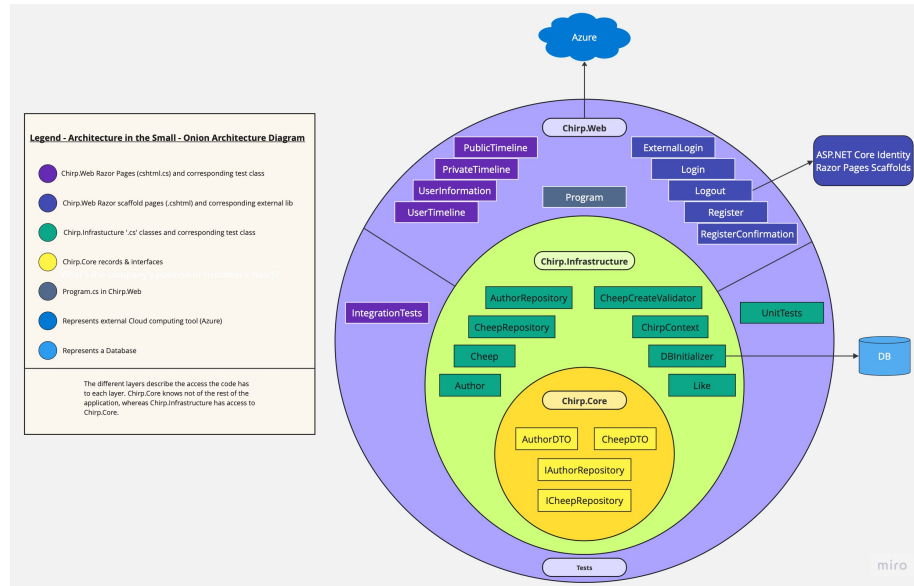 Azure
Legend - Architecture in the Small - Onion Architecture Diagram
Chirp.Web Razor Pages (cshtml.cs) and corresponding test class
Chirp.Web Razor scaffold pages (.cshtml) and corresponding external lib
Chirp.Infrastucture '.cs' classes and corresponding test class
Chirp.Core records & interfaces
Program.cs in Chirp.Web
Represents external Cloud computing tool (Azure)
Represents a Database
The different layers describe the access the code has
to each layer. Chirp.Core knows not of the rest of the
application, whereas Chirp.Infrastructure has access to
Chirp.Core.
Chirp.Web
PublicTimeline
PrivateTimeline
UserInformation
UserTimeline
Program
ExternalLogin
Login
Logout
Register
RegisterConfirmation
ASP.NET Core Identity
Razor Pages Scaffolds
Chirp.Infrastructure
IntegrationTests
AuthorRepository
CheepRepository
Cheep
Author
CheepCreateValidator
ChirpContext
DBInitializer
Like
UnitTests
DB
Chirp.Core
AuthorDTO
CheepDTO
IAuthorRepository
ICheepRepository
Tests
miro